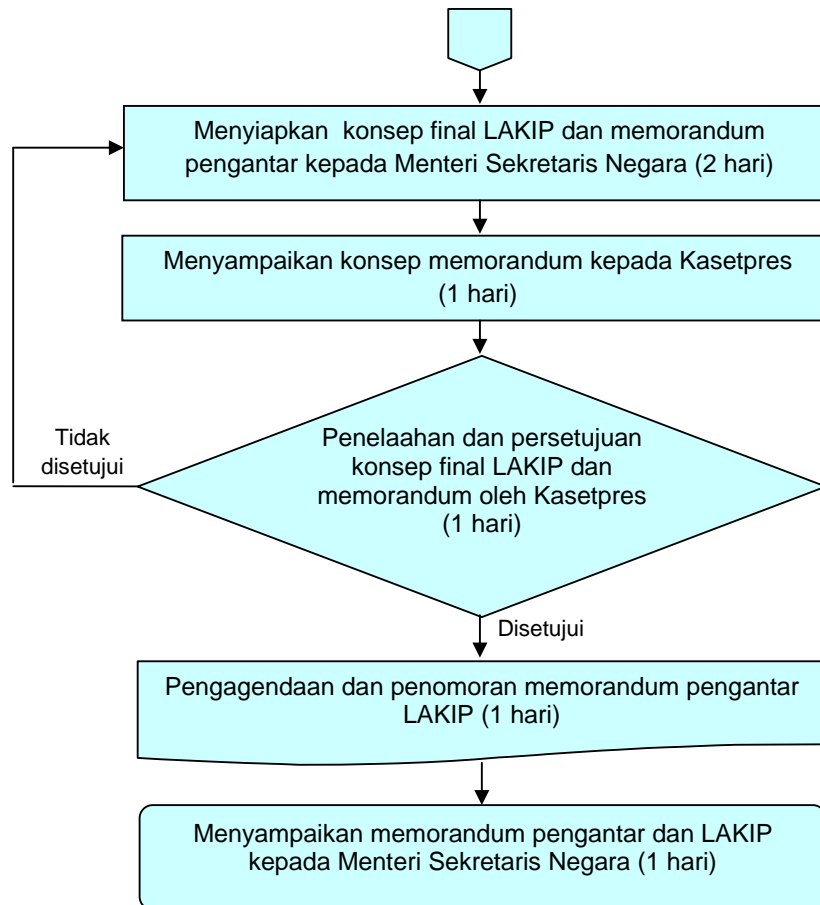 Menyiapkan konsep final LAKIP dan memorandum
pengantar kepada Menteri Sekretaris Negara (2 hari)
Menyampaikan konsep memorandum kepada Kasetpres
(1 hari)
Tidak
disetujui
Penelaahan dan persetujuan
konsep final LAKIP dan
memorandum oleh Kasetpres
(1 hari)
Disetujui
Pengagendaan dan penomoran memorandum pengantar
LAKIP (1 hari)
Menyampaikan memorandum pengantar dan LAKIP
kepada Menteri Sekretaris Negara (1 hari)